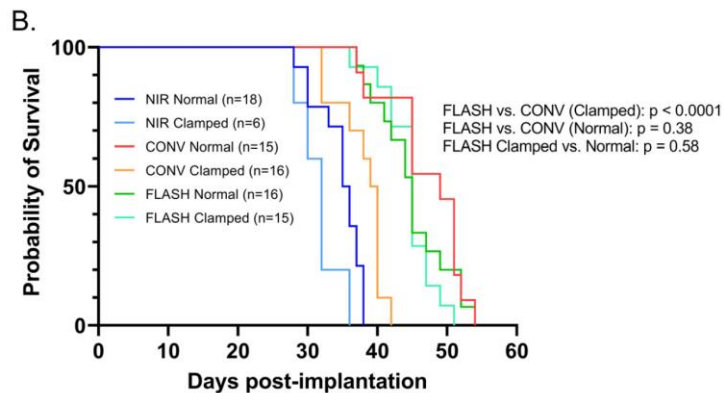 B.
Probability of Survival
100
50
0
NIR Normal (n=18)
NIR Clamped (n=6)
CONV Normal (n=15)
CONV Clamped (n=16)
FLASH Normal (n=16)
FLASH Clamped (n=15)
FLASH vs. CONV (Clamped): p < 0.0001
FLASH vs. CONV (Normal): p = 0.38
FLASH Clamped vs. Normal: p = 0.58
0 10 20 30 40 50 60
Days post-implantation